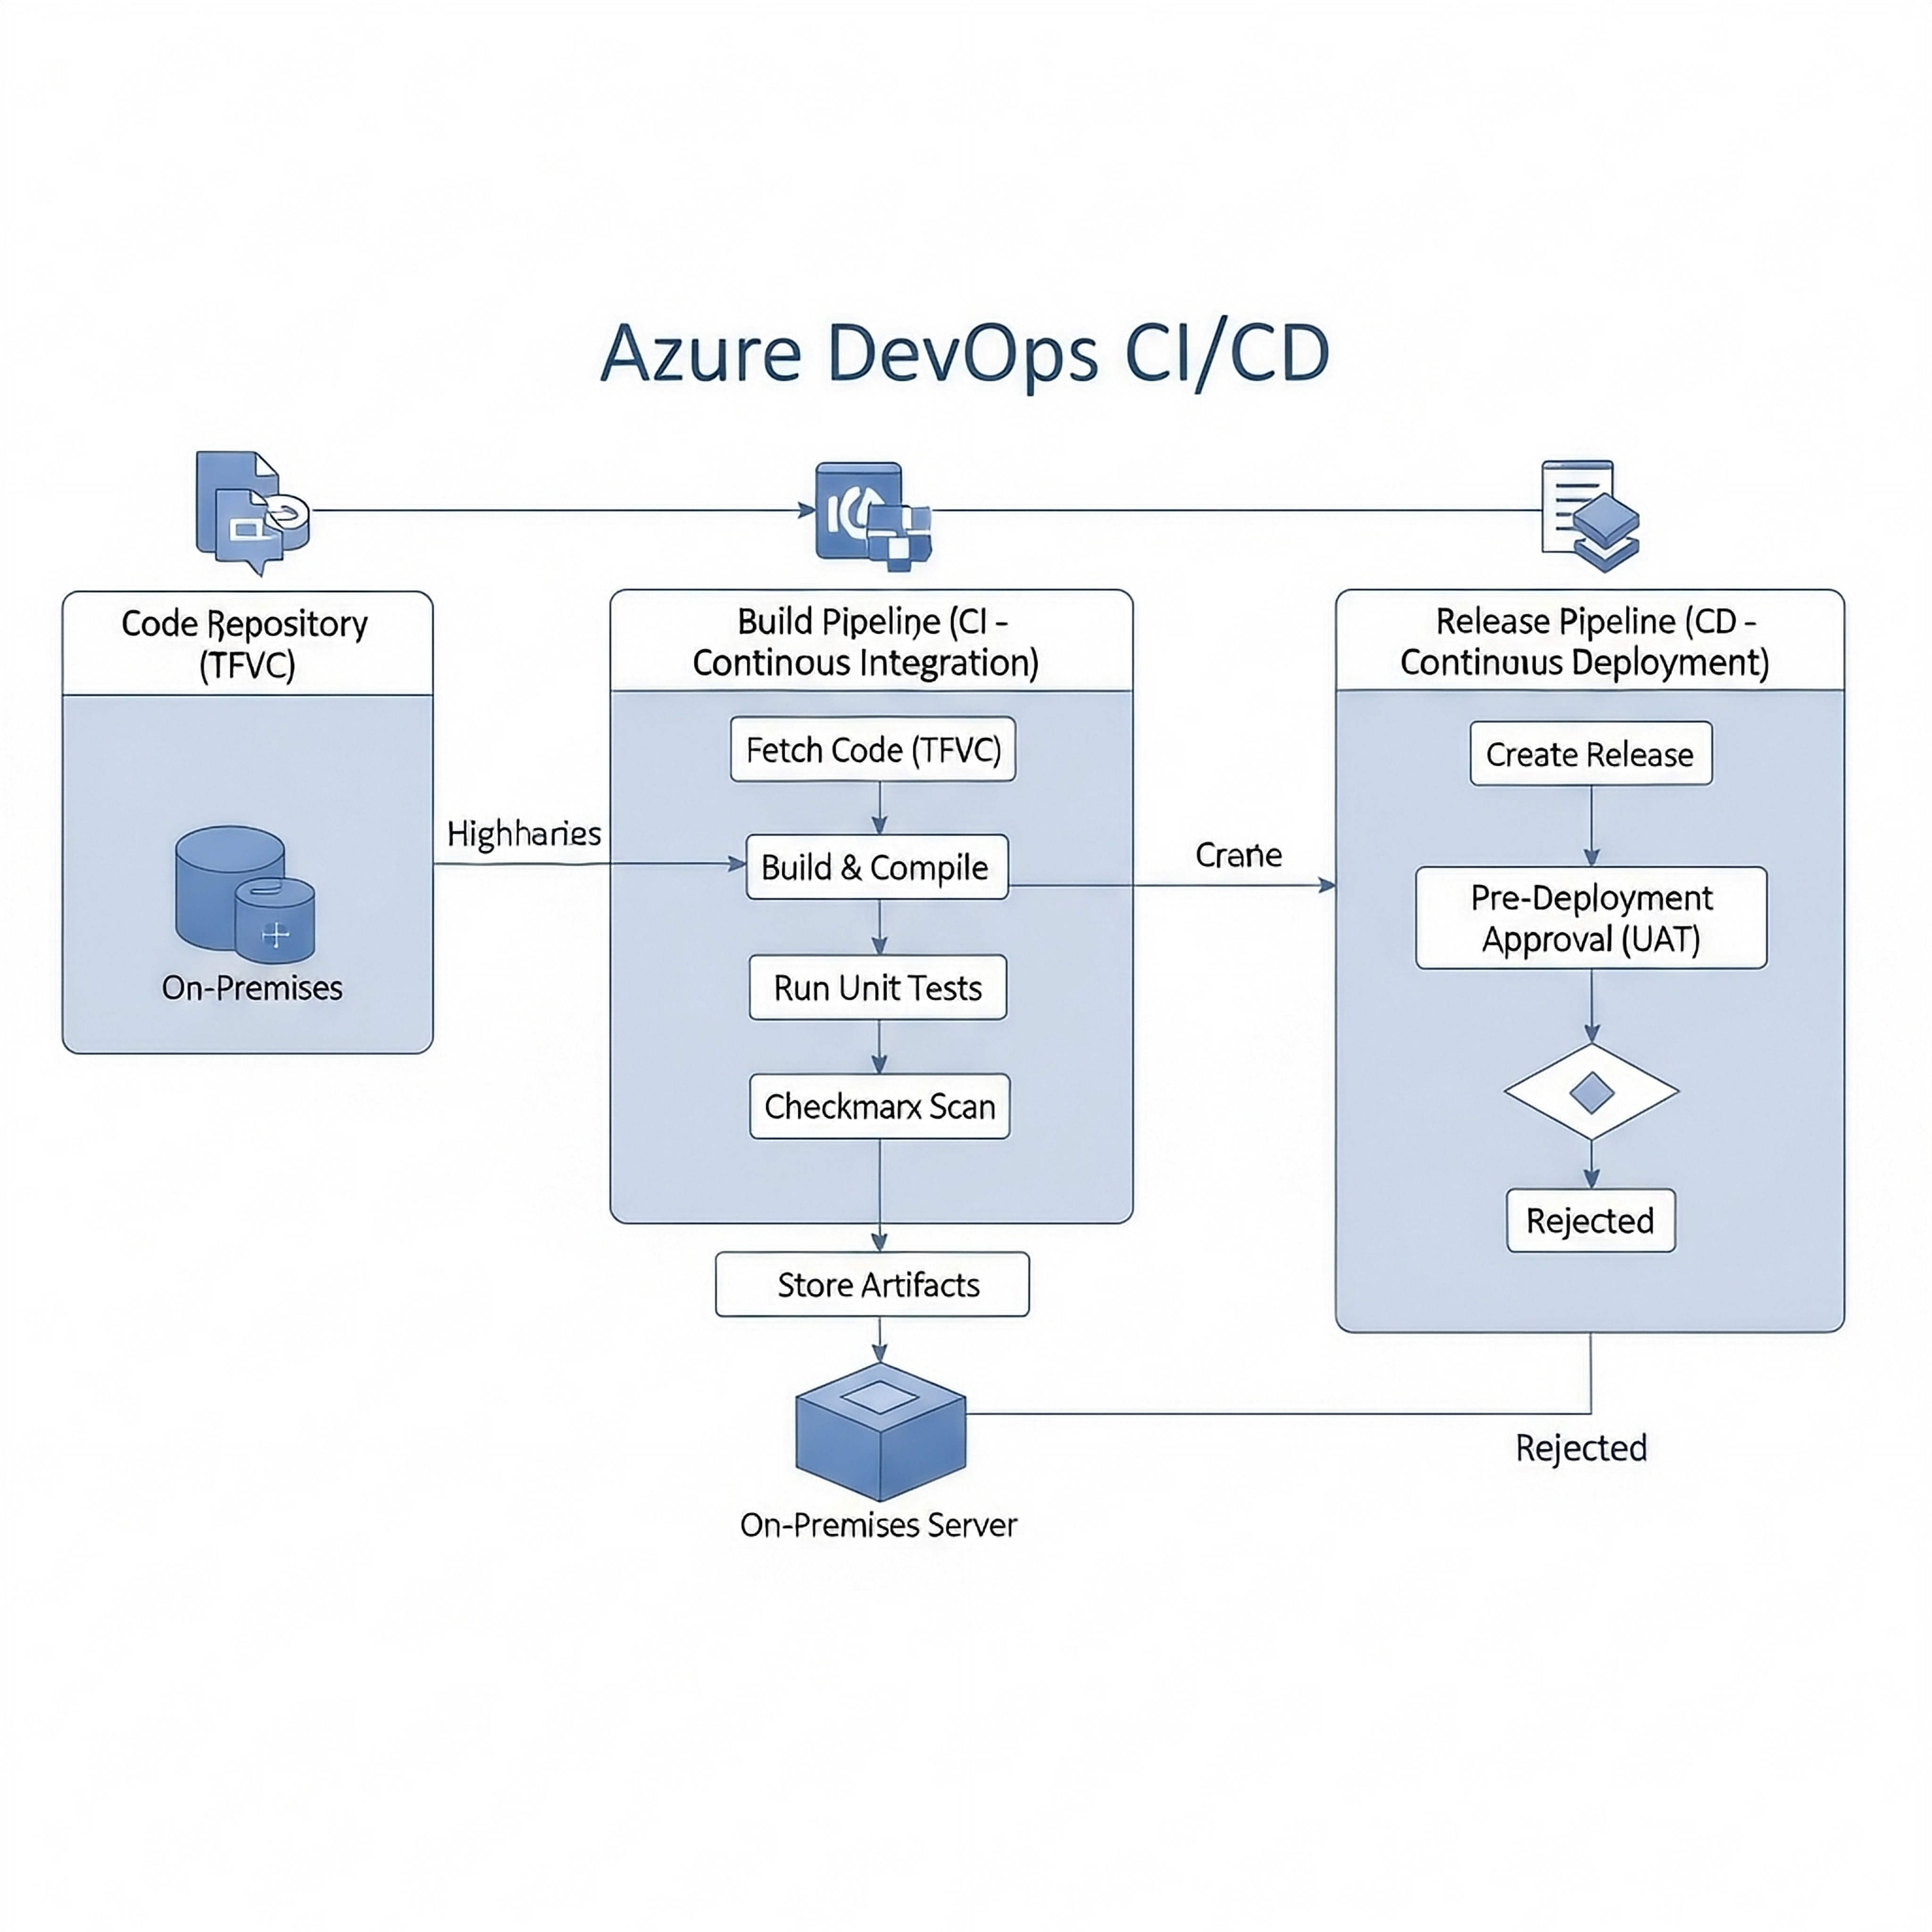 Azure DevOps CI/CD
Code Repository
(TFVC)
On-Premises
Highharies
Build Pipeline (CI -
Continous Integration)
Fetch Code (TFVC)
Build & Compile
Run Unit Tests
Checkmarx Scan
Store Artifacts
On-Premises Server
Release Pipeline (CD -
Continuus Deployment)
Create Release
Pre-Deployment
Approval (UAT)
Rejected
Rejected